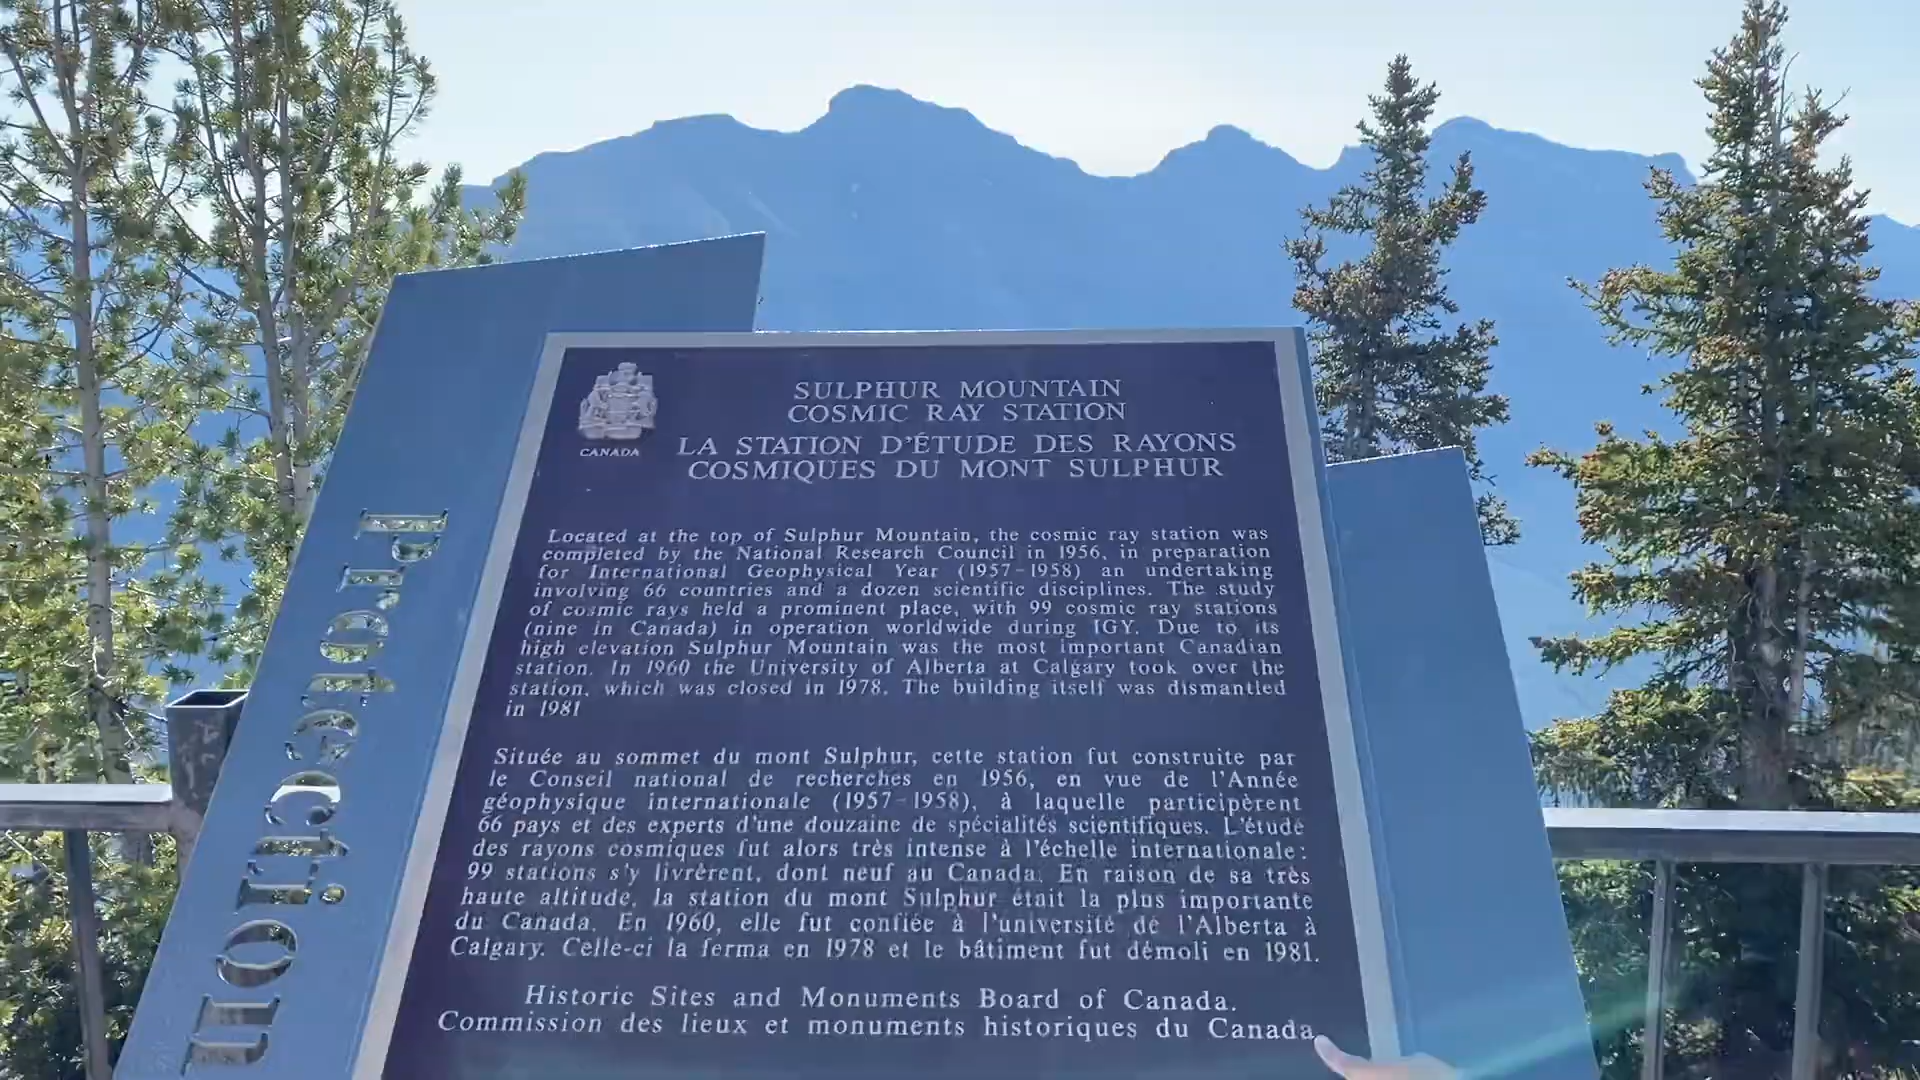 Protection
CANADA
SULPHUR MOUNTAIN
COSMIC RAY STATION
LA STATION D'ÉTUDE DES RAYONS
COSMIQUES DU MONT SULPHUR
Located at the top of Sulphur Mountain, the cosmic ray station was
completed by the National Research Council in 1956, in preparation
for International Geophysical Year (1957-1958) an undertaking
involving 66 countries and a dozen scientific disciplines. The study
of cosmic rays held a prominent place, with 99 cosmic ray stations
(nine in Canada) in operation worldwide during IGY. Due to its
high elevation Sulphur Mountain was the most important Canadian
station. In 1960 the University of Alberta at Calgary took over the
station, which was closed in 1978. The building itself was dismantled
in 1981
Située au sommet du mont Sulphur, cette station fut construite par
le Conseil national de recherches en 1956, en vue de l'Année
géophysique internationale (1957-1958), à laquelle participèrent
66 pays et des experts d'une douzaine de spécialités scientifiques. L'étude
des rayons cosmiques fut alors très intense à l'échelle internationale:
99 stations s'y livrèrent, dont neuf au Canada. En raison de sa très
haute altitude, la station du mont Sulphur était la plus importante
du Canada. En 1960, elle fut confiée à l'université de l'Alberta à
Calgary. Celle-ci la ferma en 1978 et le bâtiment fut démoli en 1981.
Historic Sites and Monuments Board of Canada.
Commission des lieux et monuments historiques du Canada.